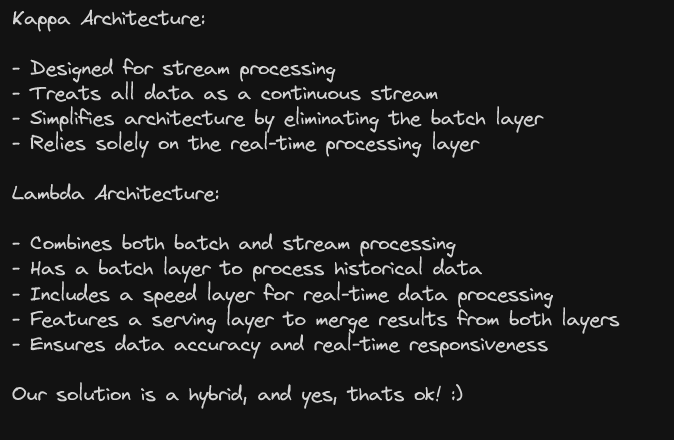 Kappa Architecture:
- Designed for stream processing
- Treats all data as a continuous stream
- Simplifies architecture by eliminating the batch layer
- Relies solely on the real-time processing layer
Lambda Architecture:
- Combines both batch and stream processing
- Has a batch layer to process historical data
- Includes a speed layer for real-time data processing
- Features a serving layer to merge results from both layers
- Ensures data accuracy and real-time responsiveness
Our solution is a hybrid, and yes, thats ok! :)